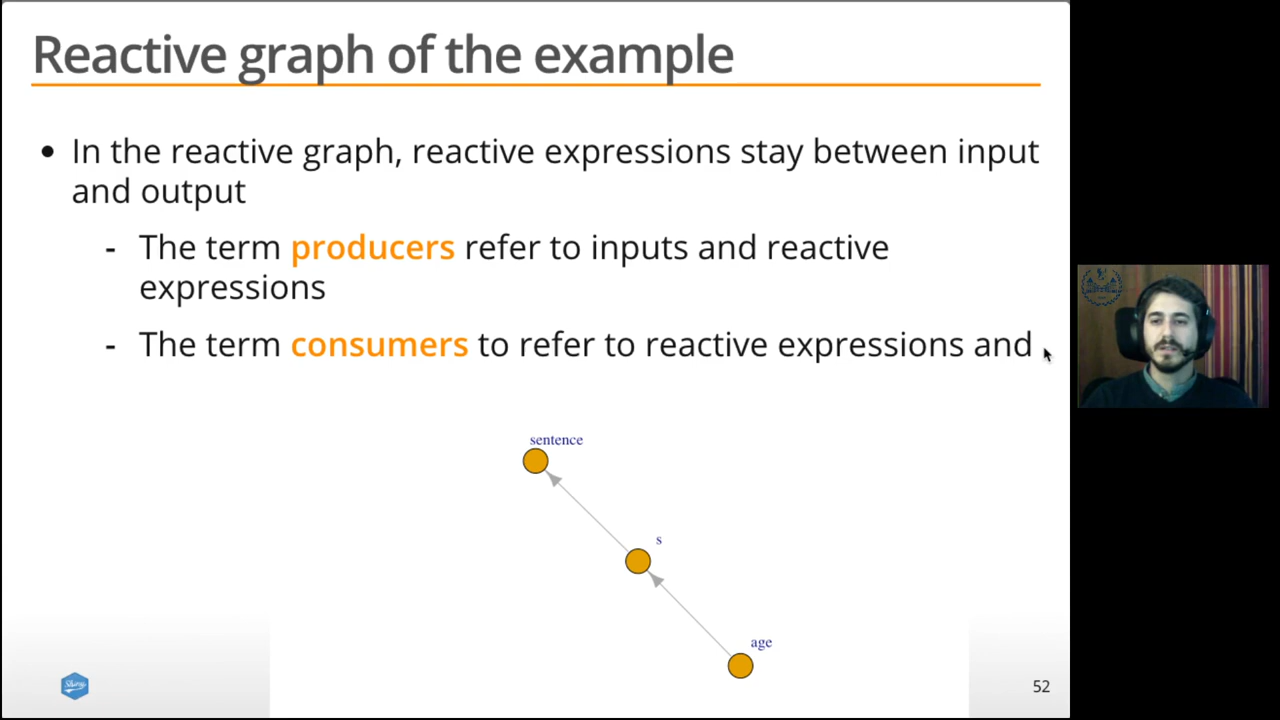 Reactive graph of the example
• In the reactive graph, reactive expressions stay between input
and output
- The term producers refer to inputs and reactive
expressions
- The term consumers to refer to reactive expressions and
sentence
s
age
Shiny
52